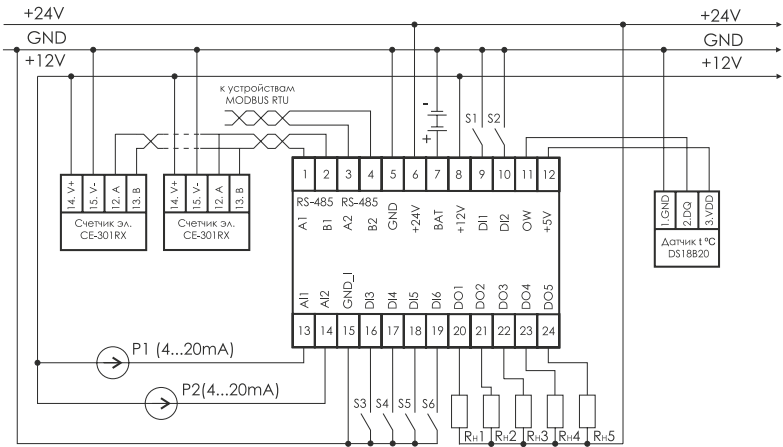 +24V +24V
GND GND
+12V +12V
к устройствам
MODBUS RTU
- +
S1 S2
14. V+ 15. V- 12. A 13. B
Счетчик эл.
CE-301RX
14. V+ 15. V- 12. A 13. B
Счетчик эл.
CE-301RX
1 2 3 4 5 6 7 8 9 10 11 12
RS-485 RS-485
A1 B1 A2 B2 GND +24V BAT +12V DI1 DI2 OW +5V
AI1 AI2 GND_I DI3 DI4 DI5 DI6 DO1 DO2 DO3 DO4 DO5
13 14 15 16 17 18 19 20 21 22 23 24
1.GND 2.DQ 3.VDD
Датчик t °C
DS18B20
P1 (4...20mA)
P2(4...20mA)
S3 S4 S5 S6
Rн1 Rн2 Rн3 Rн4 Rн5